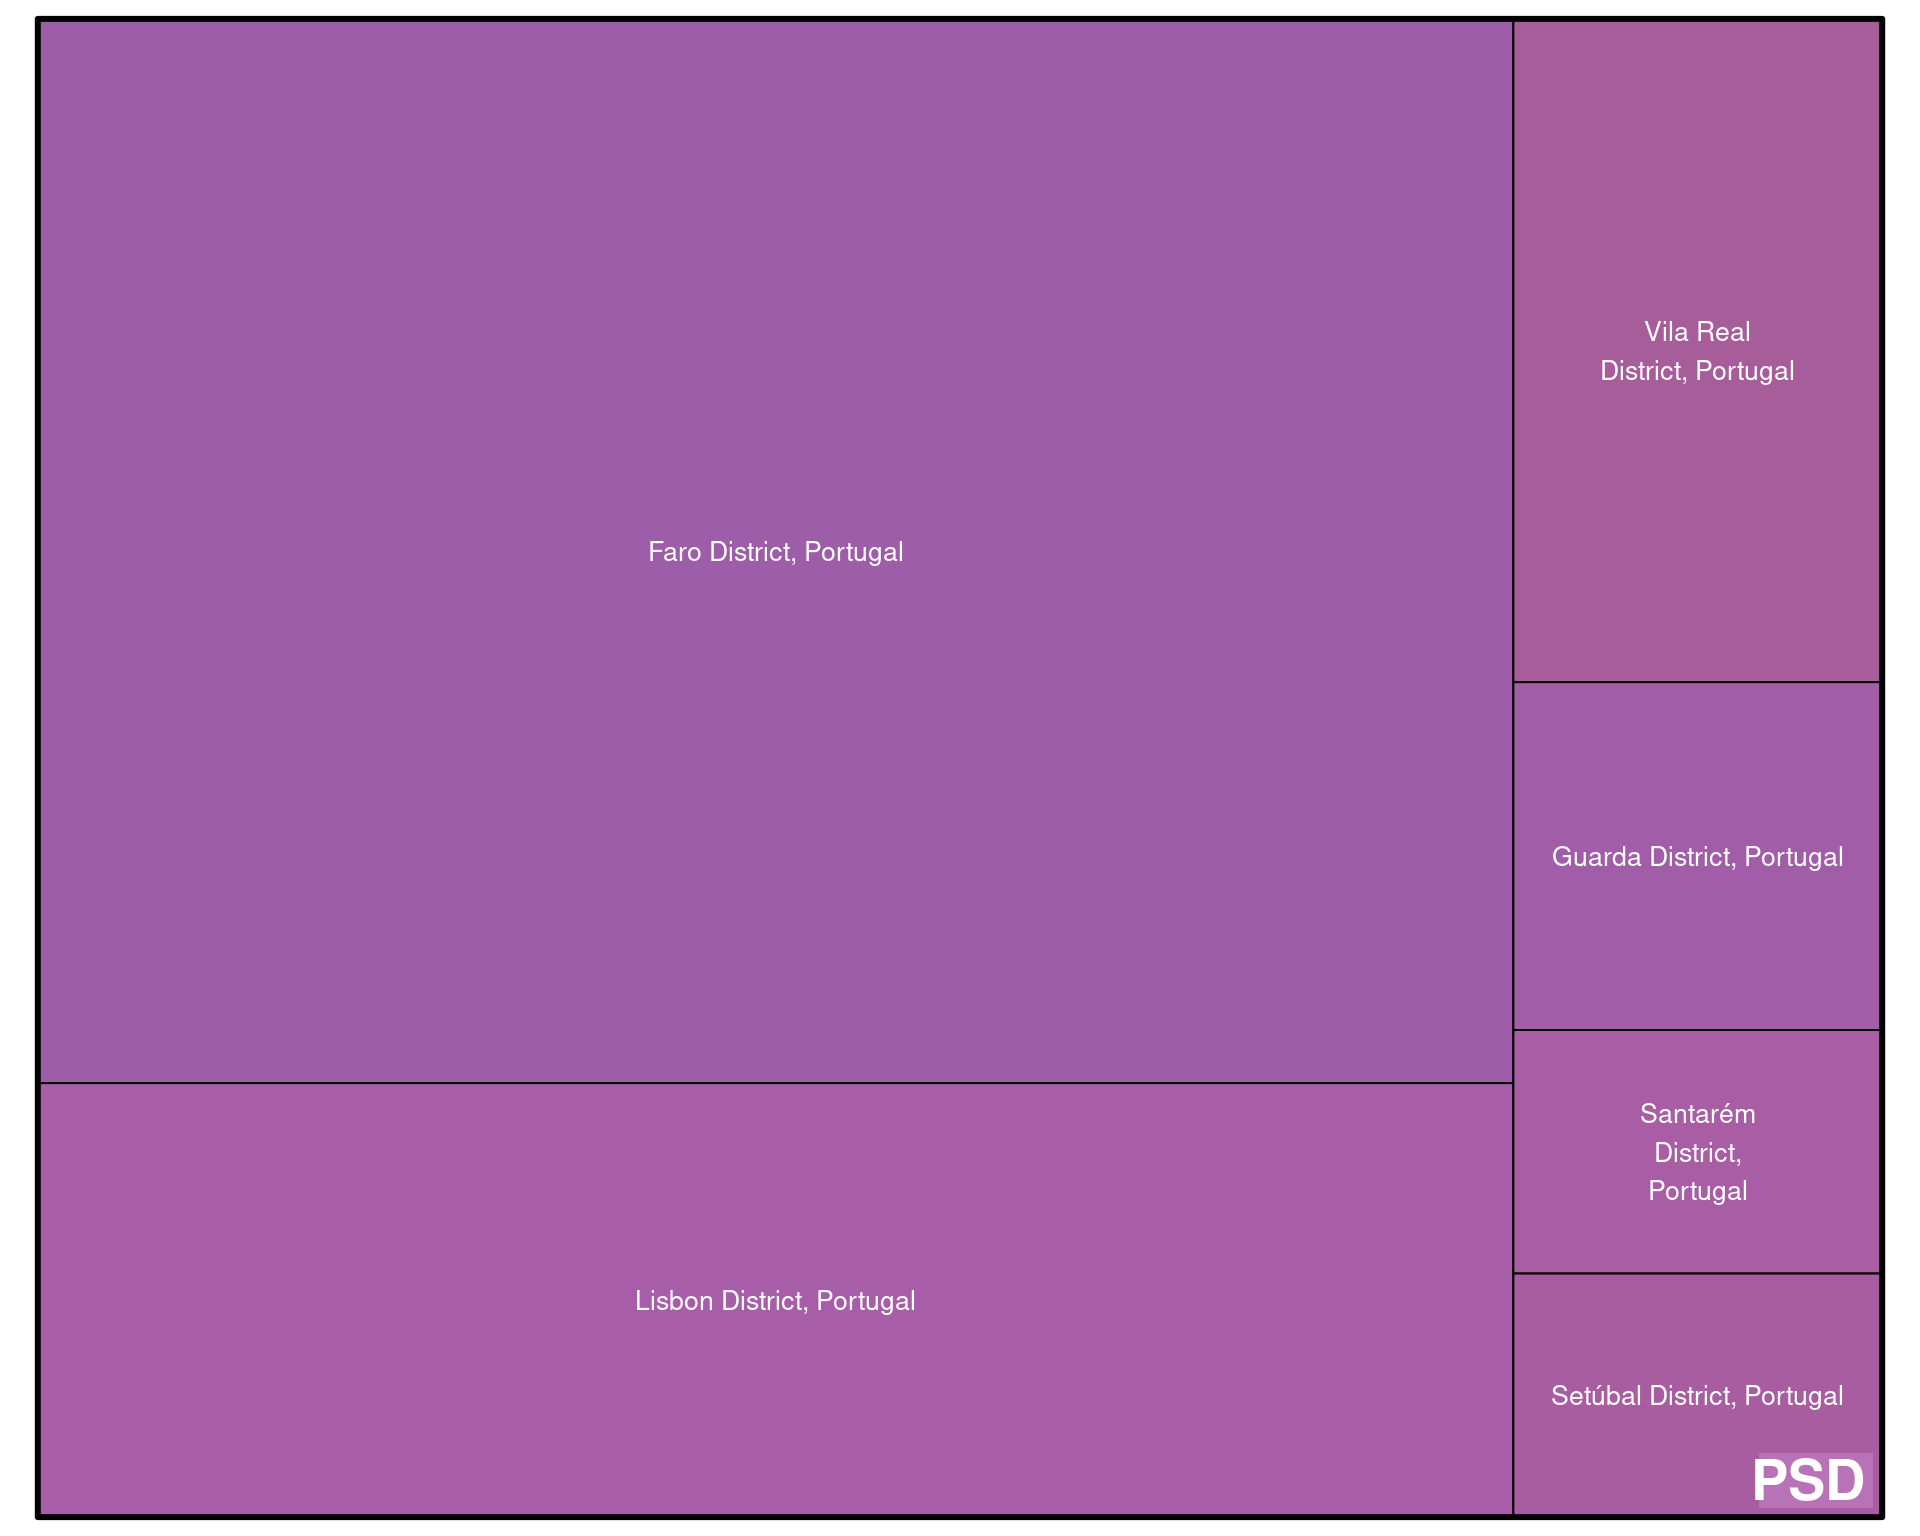 Faro District, Portugal
Lisbon District, Portugal
Vila Real
District, Portugal
Guarda District, Portugal
Santarém
District,
Portugal
Setúbal District, Portugal
PSD